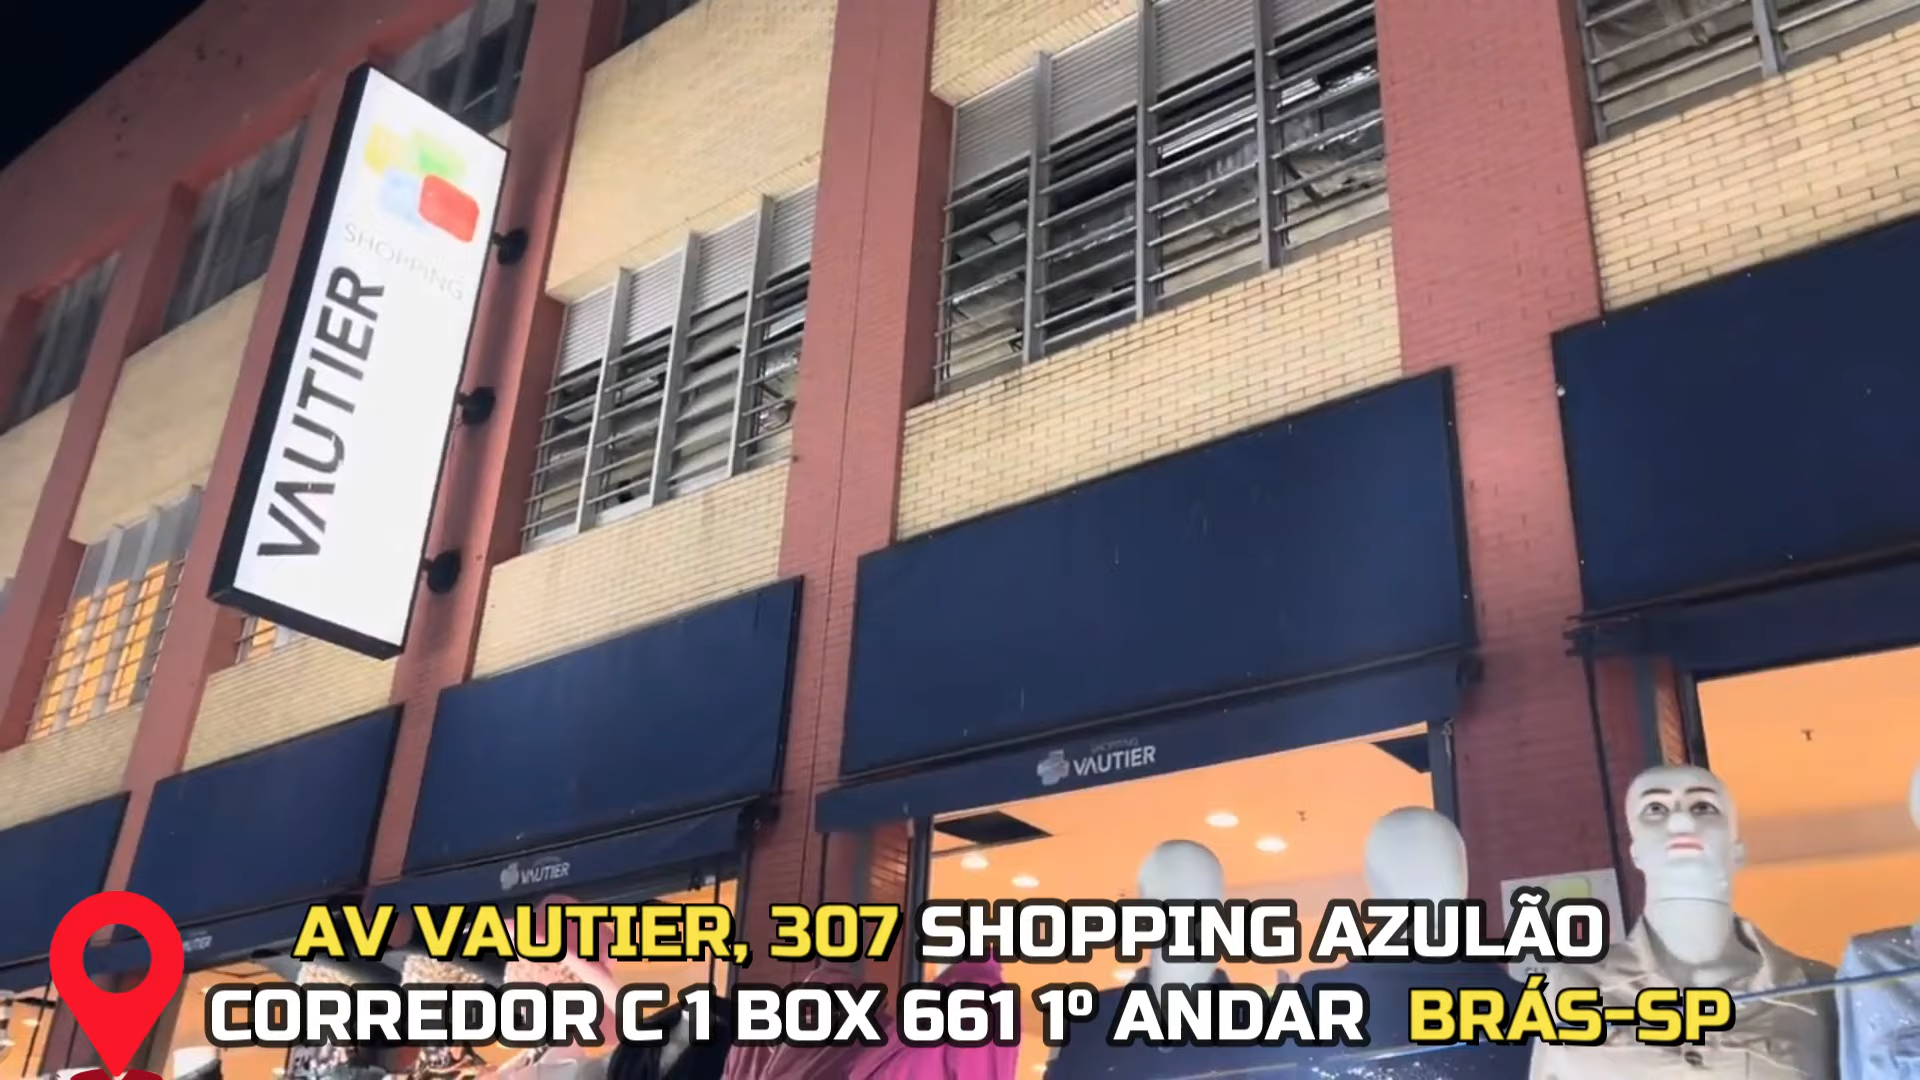 SHOPPING
VAUTIER
SHOPPING
VAUTIER
VAUTIER
AV VAUTIER, 307 SHOPPING AZULÃO
CORREDOR C 1 BOX 661 1º ANDAR BRÁS-SP